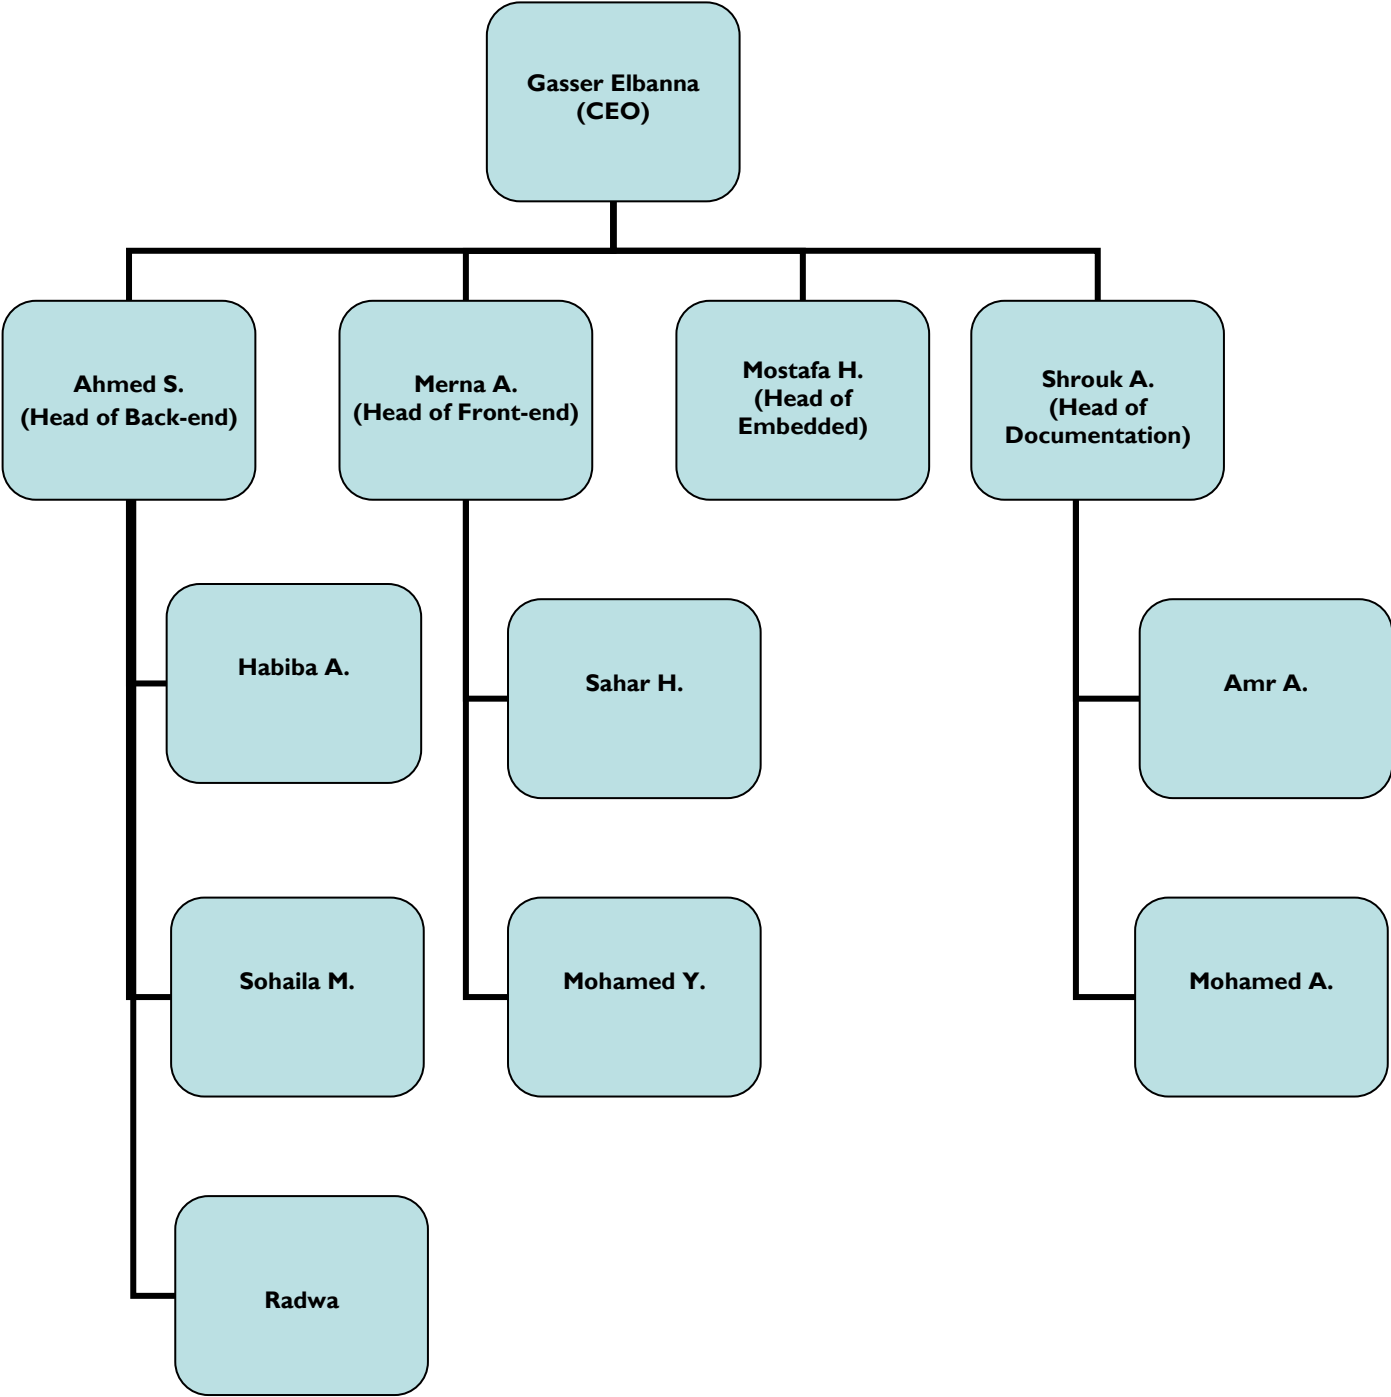 Gasser Elbanna
(CEO)
Ahmed S.
(Head of Back-end)
Merna A.
(Head of Front-end)
Mostafa H.
(Head of
Embedded)
Shrouk A.
(Head of
Documentation)
Habiba A.
Sahar H.
Amr A.
Sohaila M.
Mohamed Y.
Mohamed A.
Radwa